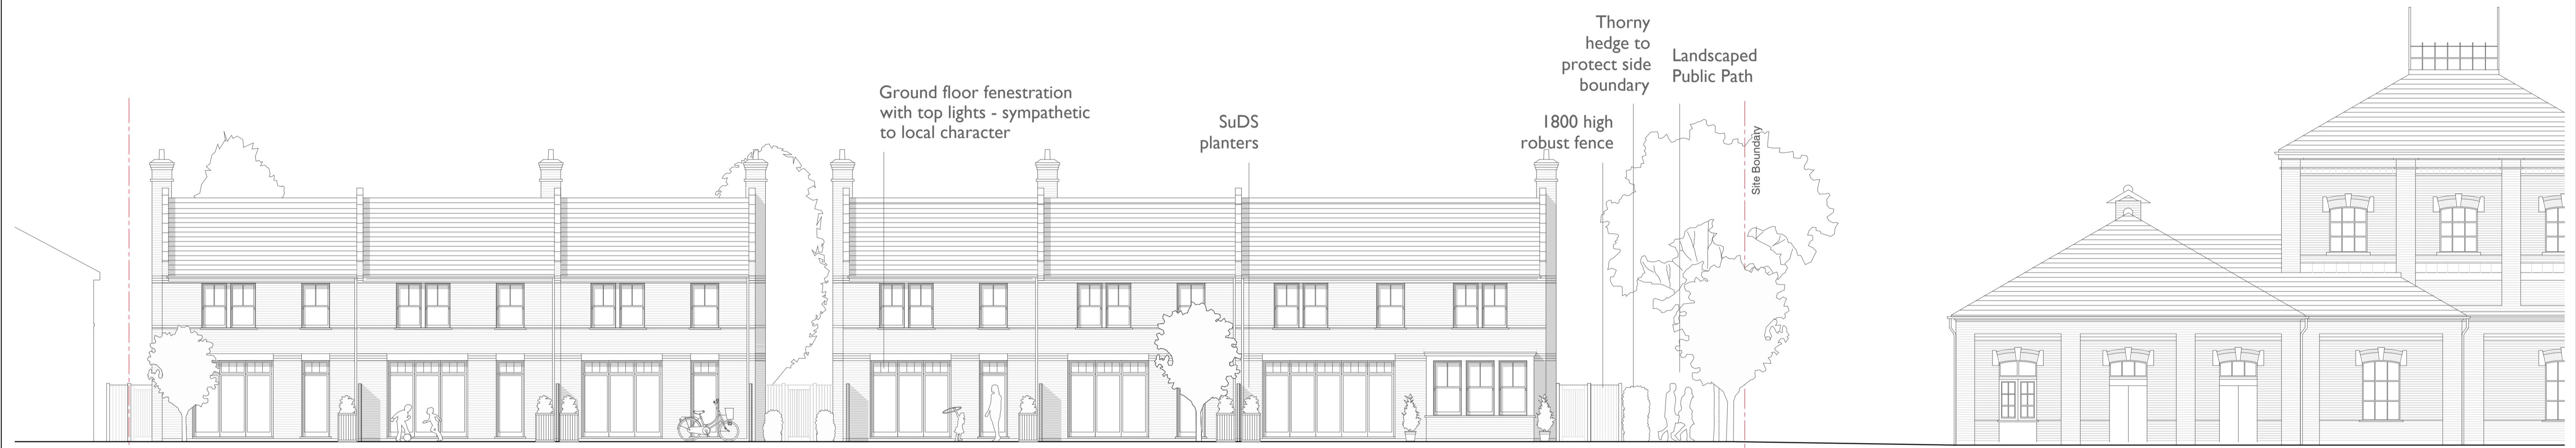 Ground floor fenestration
with top lights - sympathetic
to local character
SuDS
planters
1800 high
robust fence
Thorny
hedge to
protect side
boundary
Landscaped
Public Path
Site Boundary